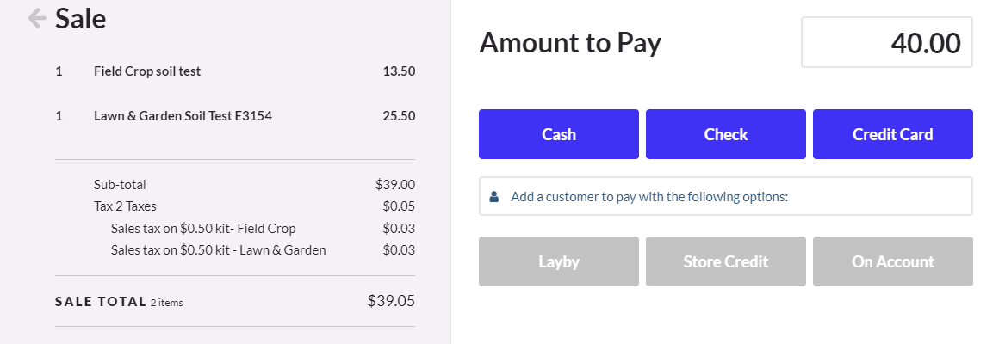 Sale
1 Field Crop soil test 13.50
1 Lawn & Garden Soil Test E3154 25.50
Sub-total $39.00
Tax 2 Taxes $0.05
Sales tax on $0.50 kit- Field Crop $0.03
Sales tax on $0.50 kit - Lawn & Garden $0.03
SALE TOTAL 2 items $39.05
Amount to Pay 40.00
Cash Check Credit Card
Add a customer to pay with the following options:
Layby Store Credit On Account